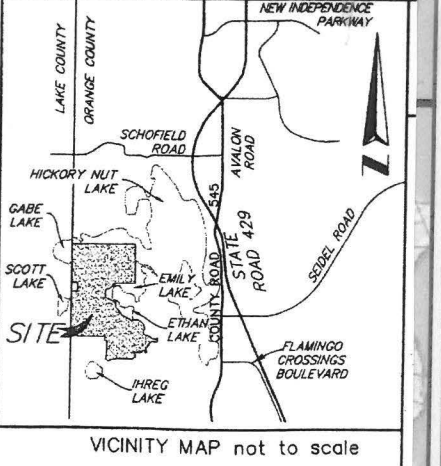 NEW INDEPENDENCE
PARKWAY
LAKE COUNTY
ORANGE COUNTY
SCHOFIELD
ROAD
AVALON
ROAD
HICKORY NUT
LAKE
545
GABE
LAKE
STATE
ROAD 429
SEIDEL ROAD
SCOTT
LAKE
EMILY
LAKE
COUNTY ROAD
SITE
ETHAN
LAKE
FLAMINGO
CROSSINGS
BOULEVARD
IHREG
LAKE
N
VICINITY MAP not to scale